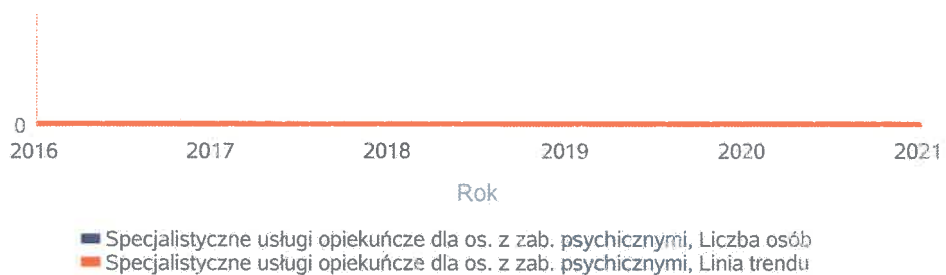 0
2016 2017 2018 2019 2020 2021
Rok
Specjalistyczne usługi opiekuńcze dla os. z zab. psychicznymi, Liczba osób
Specjalistyczne usługi opiekuńcze dla os. z zab. psychicznymi, Linia trendu